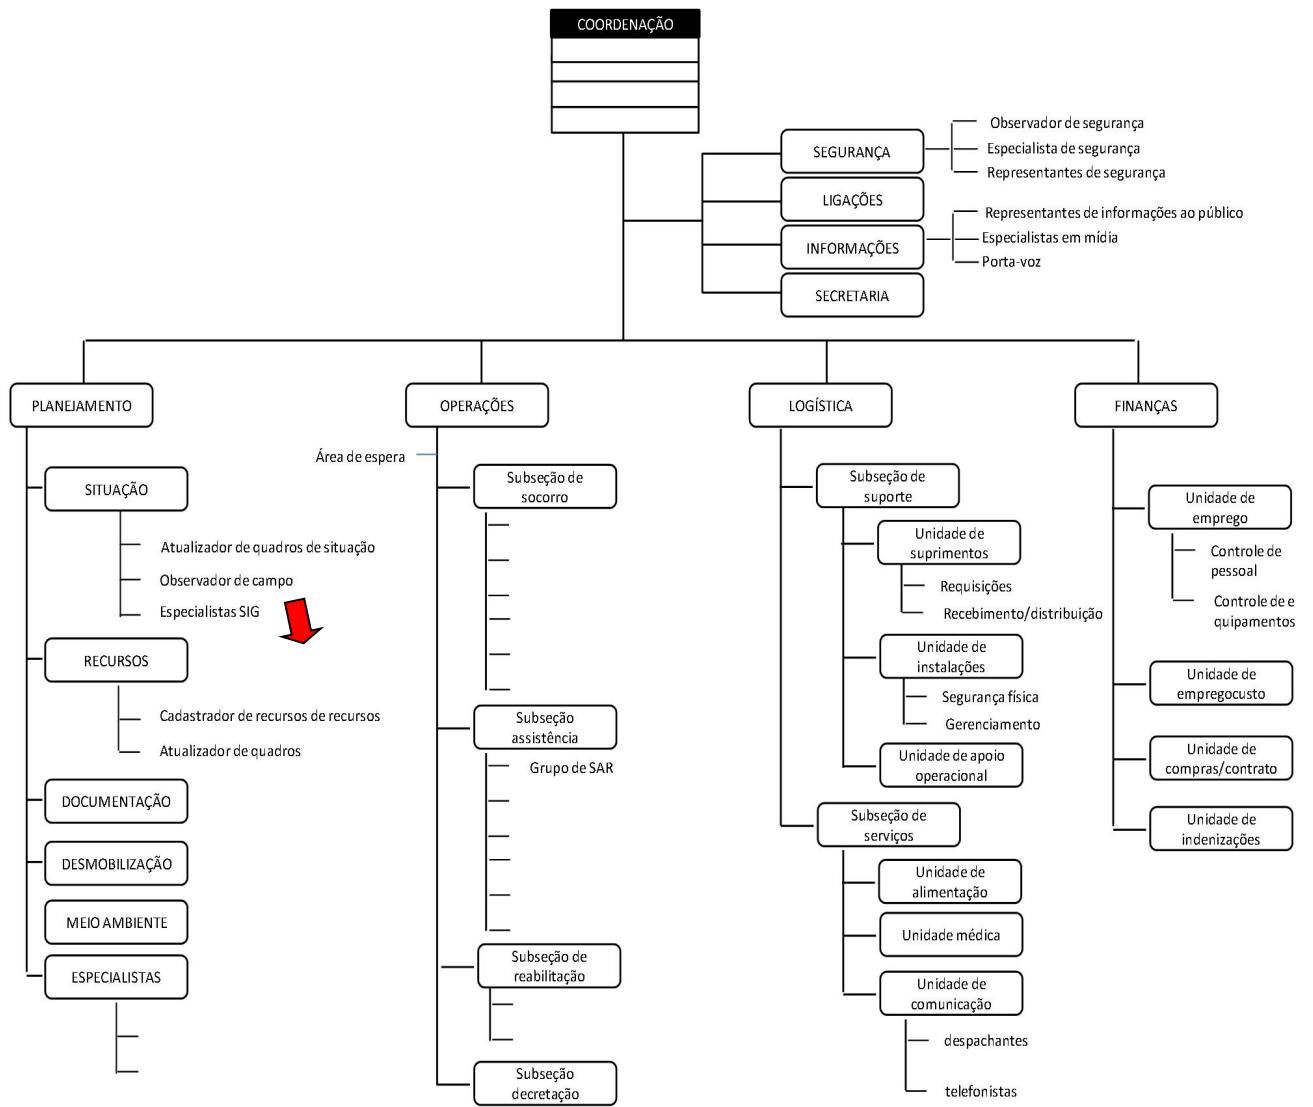 COORDENAÇÃO
SEGURANÇA
Observador de segurança
Especialista de segurança
Representantes de segurança
LIGAÇÕES
INFORMAÇÕES
Representantes de informações ao público
Especialistas em mídia
Porta-voz
SECRETARIA
PLANEJAMENTO
SITUAÇÃO
Atualizador de quadros de situação
Observador de campo
Especialistas SIG
RECURSOS
Cadastrador de recursos de recursos
Atualizador de quadros
DOCUMENTAÇÃO
DESMOBILIZAÇÃO
MEIO AMBIENTE
ESPECIALISTAS
OPERAÇÕES
Área de espera
Subseção de
socorro
Subseção
assistência
Grupo de SAR
Subseção de
reabilitação
Subseção
decretação
LOGÍSTICA
Subseção de
suporte
Unidade de
suprimentos
Requisições
Recebimento/distribuição
Unidade de
instalações
Segurança física
Gerenciamento
Unidade de apoio
operacional
Subseção de
serviços
Unidade de
alimentação
Unidade médica
Unidade de
comunicação
despachantes
telefonistas
FINANÇAS
Unidade de
emprego
Controle de
pessoal
Controle de e
quipamentos
Unidade de
empregocusto
Unidade de
compras/contrato
Unidade de
indenizações